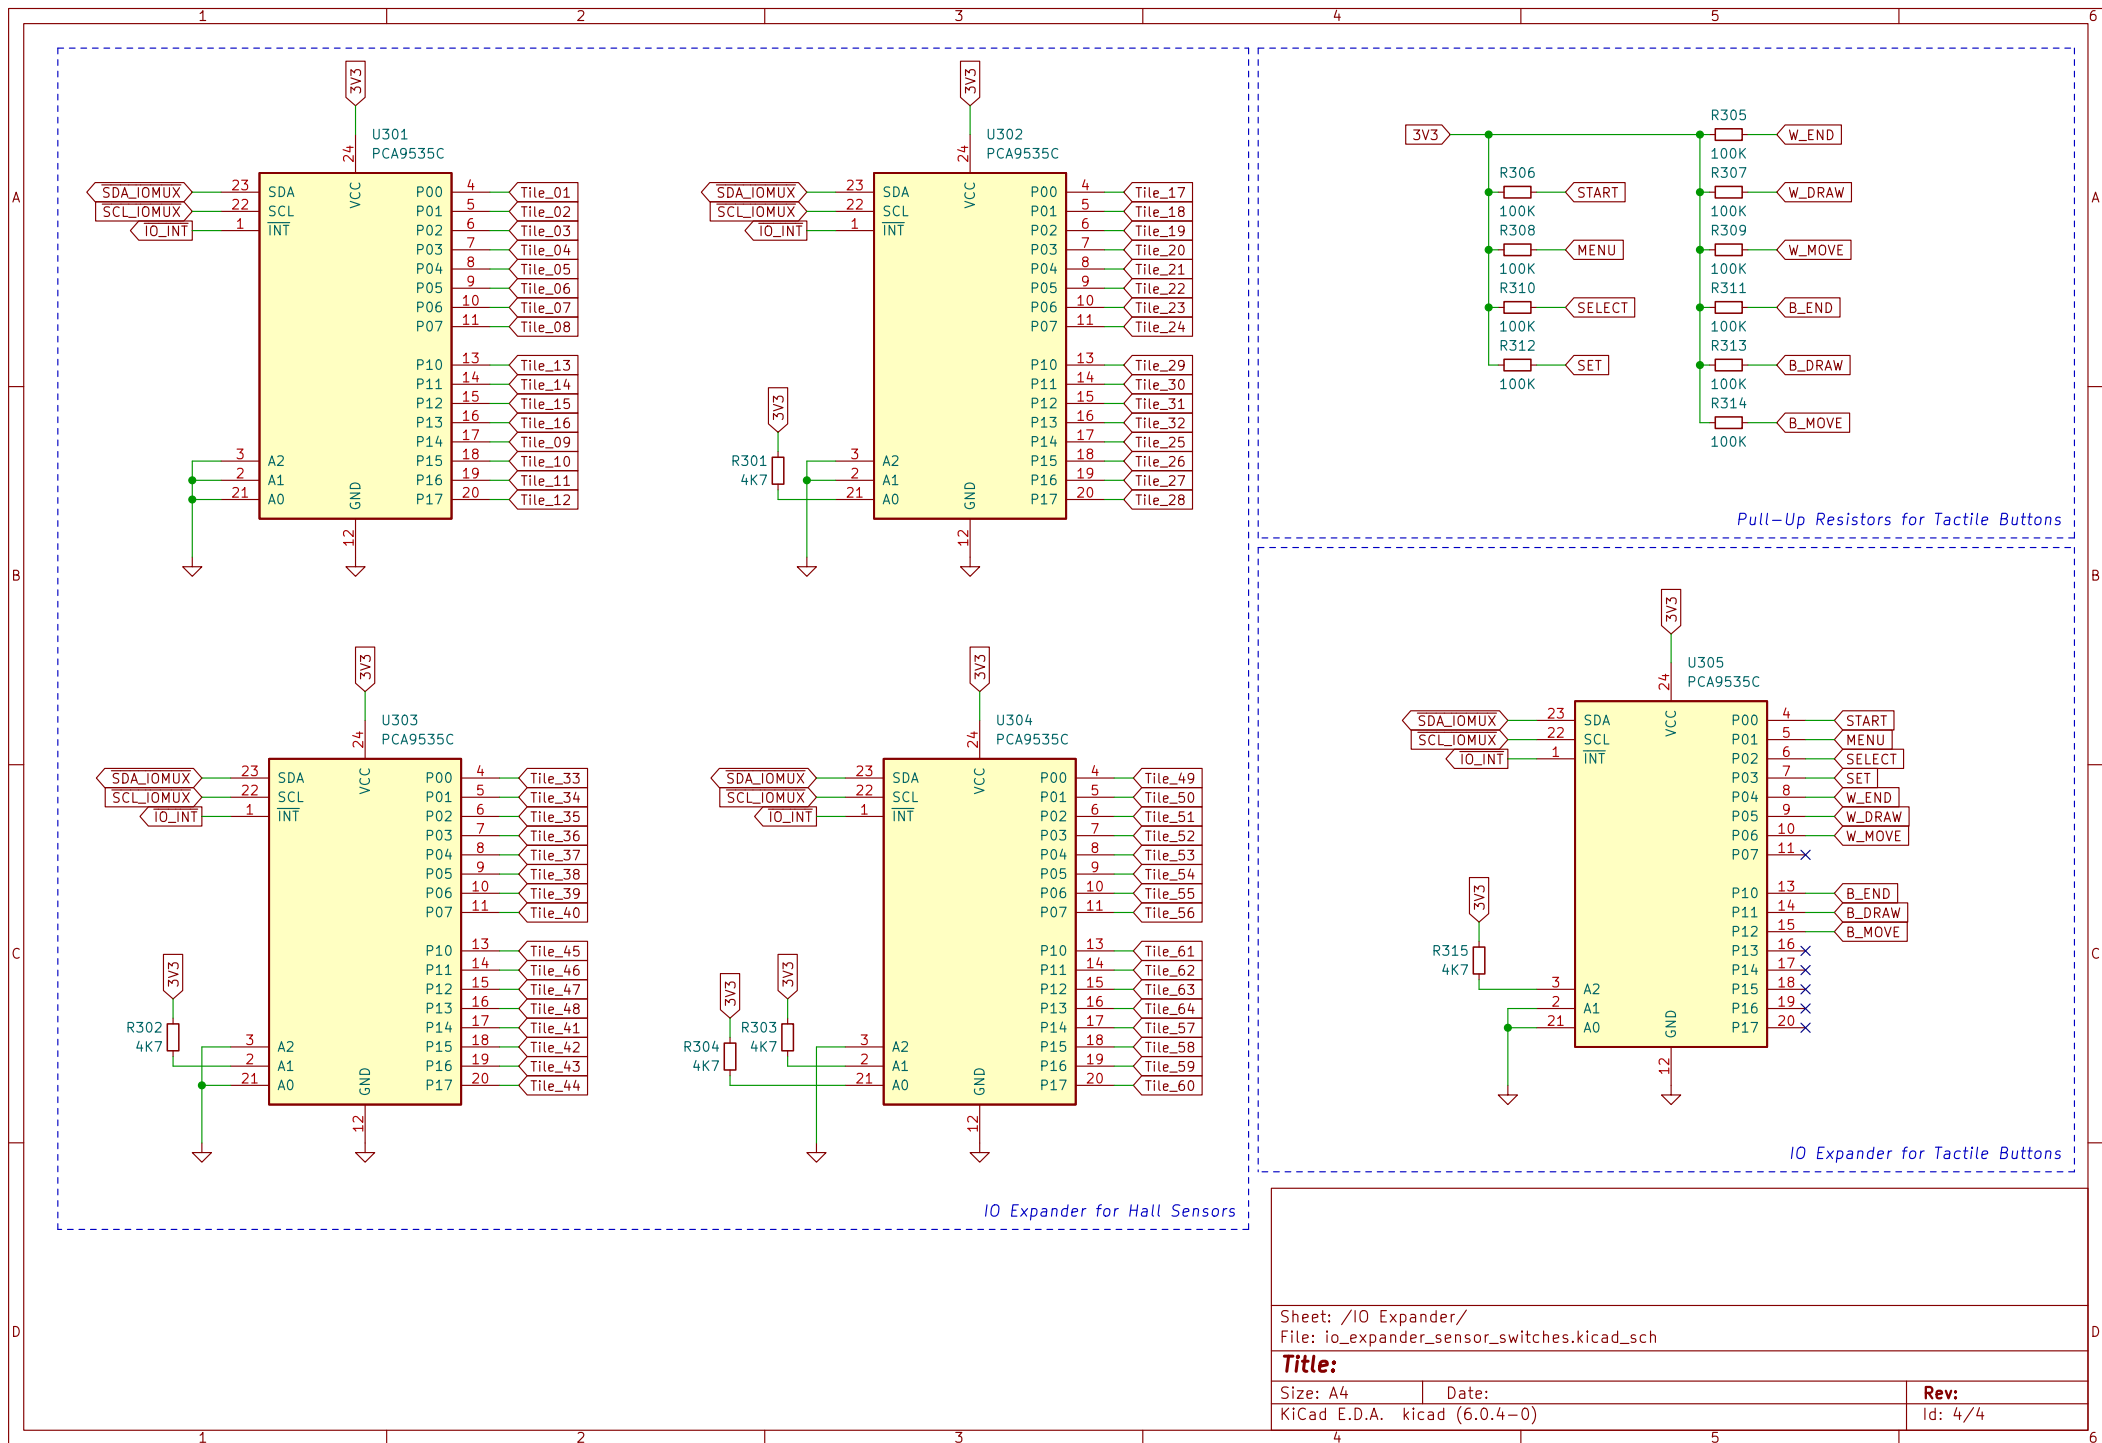 1 2 3 4 5 6
A
B
C
D
3V3
U301
PCA9535C
24
VCC
SDA_IOMUX 23 SDA P00 4 Tile_01
SCL_IOMUX 22 SCL P01 5 Tile_02
IO_INT 1 INT P02 6 Tile_03
P03 7 Tile_04
P04 8 Tile_05
P05 9 Tile_06
P06 10 Tile_07
P07 11 Tile_08
P10 13 Tile_13
P11 14 Tile_14
P12 15 Tile_15
P13 16 Tile_16
P14 17 Tile_09
3 A2 P15 18 Tile_10
2 A1 P16 19 Tile_11
21 A0 P17 20 Tile_12
GND
12
3V3
U302
PCA9535C
24
VCC
SDA_IOMUX 23 SDA P00 4 Tile_17
SCL_IOMUX 22 SCL P01 5 Tile_18
IO_INT 1 INT P02 6 Tile_19
P03 7 Tile_20
P04 8 Tile_21
P05 9 Tile_22
P06 10 Tile_23
P07 11 Tile_24
P10 13 Tile_29
P11 14 Tile_30
P12 15 Tile_31
P13 16 Tile_32
P14 17 Tile_25
3 A2 P15 18 Tile_26
2 A1 P16 19 Tile_27
21 A0 P17 20 Tile_28
3V3
R301
4K7
GND
12
3V3
U303
PCA9535C
24
VCC
SDA_IOMUX 23 SDA P00 4 Tile_33
SCL_IOMUX 22 SCL P01 5 Tile_34
IO_INT 1 INT P02 6 Tile_35
P03 7 Tile_36
P04 8 Tile_37
P05 9 Tile_38
P06 10 Tile_39
P07 11 Tile_40
P10 13 Tile_45
P11 14 Tile_46
P12 15 Tile_47
P13 16 Tile_48
P14 17 Tile_41
3 A2 P15 18 Tile_42
2 A1 P16 19 Tile_43
21 A0 P17 20 Tile_44
3V3
R302
4K7
GND
12
3V3
U304
PCA9535C
24
VCC
SDA_IOMUX 23 SDA P00 4 Tile_49
SCL_IOMUX 22 SCL P01 5 Tile_50
IO_INT 1 INT P02 6 Tile_51
P03 7 Tile_52
P04 8 Tile_53
P05 9 Tile_54
P06 10 Tile_55
P07 11 Tile_56
P10 13 Tile_61
P11 14 Tile_62
P12 15 Tile_63
P13 16 Tile_64
P14 17 Tile_57
3 A2 P15 18 Tile_58
2 A1 P16 19 Tile_59
21 A0 P17 20 Tile_60
3V3
3V3
R303
4K7
R304
4K7
GND
12
IO Expander for Hall Sensors
3V3
R305
100K
W_END
R306
100K
START
R307
100K
W_DRAW
R308
100K
MENU
R309
100K
W_MOVE
R310
100K
SELECT
R311
100K
B_END
R312
100K
SET
R313
100K
B_DRAW
R314
100K
B_MOVE
Pull-Up Resistors for Tactile Buttons
3V3
U305
PCA9535C
24
VCC
SDA_IOMUX 23 SDA P00 4 START
SCL_IOMUX 22 SCL P01 5 MENU
IO_INT 1 INT P02 6 SELECT
P03 7 SET
P04 8 W_END
P05 9 W_DRAW
P06 10 W_MOVE
P07 11
P10 13 B_END
P11 14 B_DRAW
P12 15 B_MOVE
P13 16
P14 17
3 A2 P15 18
2 A1 P16 19
21 A0 P17 20
3V3
R315
4K7
GND
12
IO Expander for Tactile Buttons
Sheet: /IO Expander/
File: io_expander_sensor_switches.kicad_sch
Title:
Size: A4 Date: Rev:
KiCad E.D.A. kicad (6.0.4-0) Id: 4/4
A
B
C
D
1 2 3 4 5 6